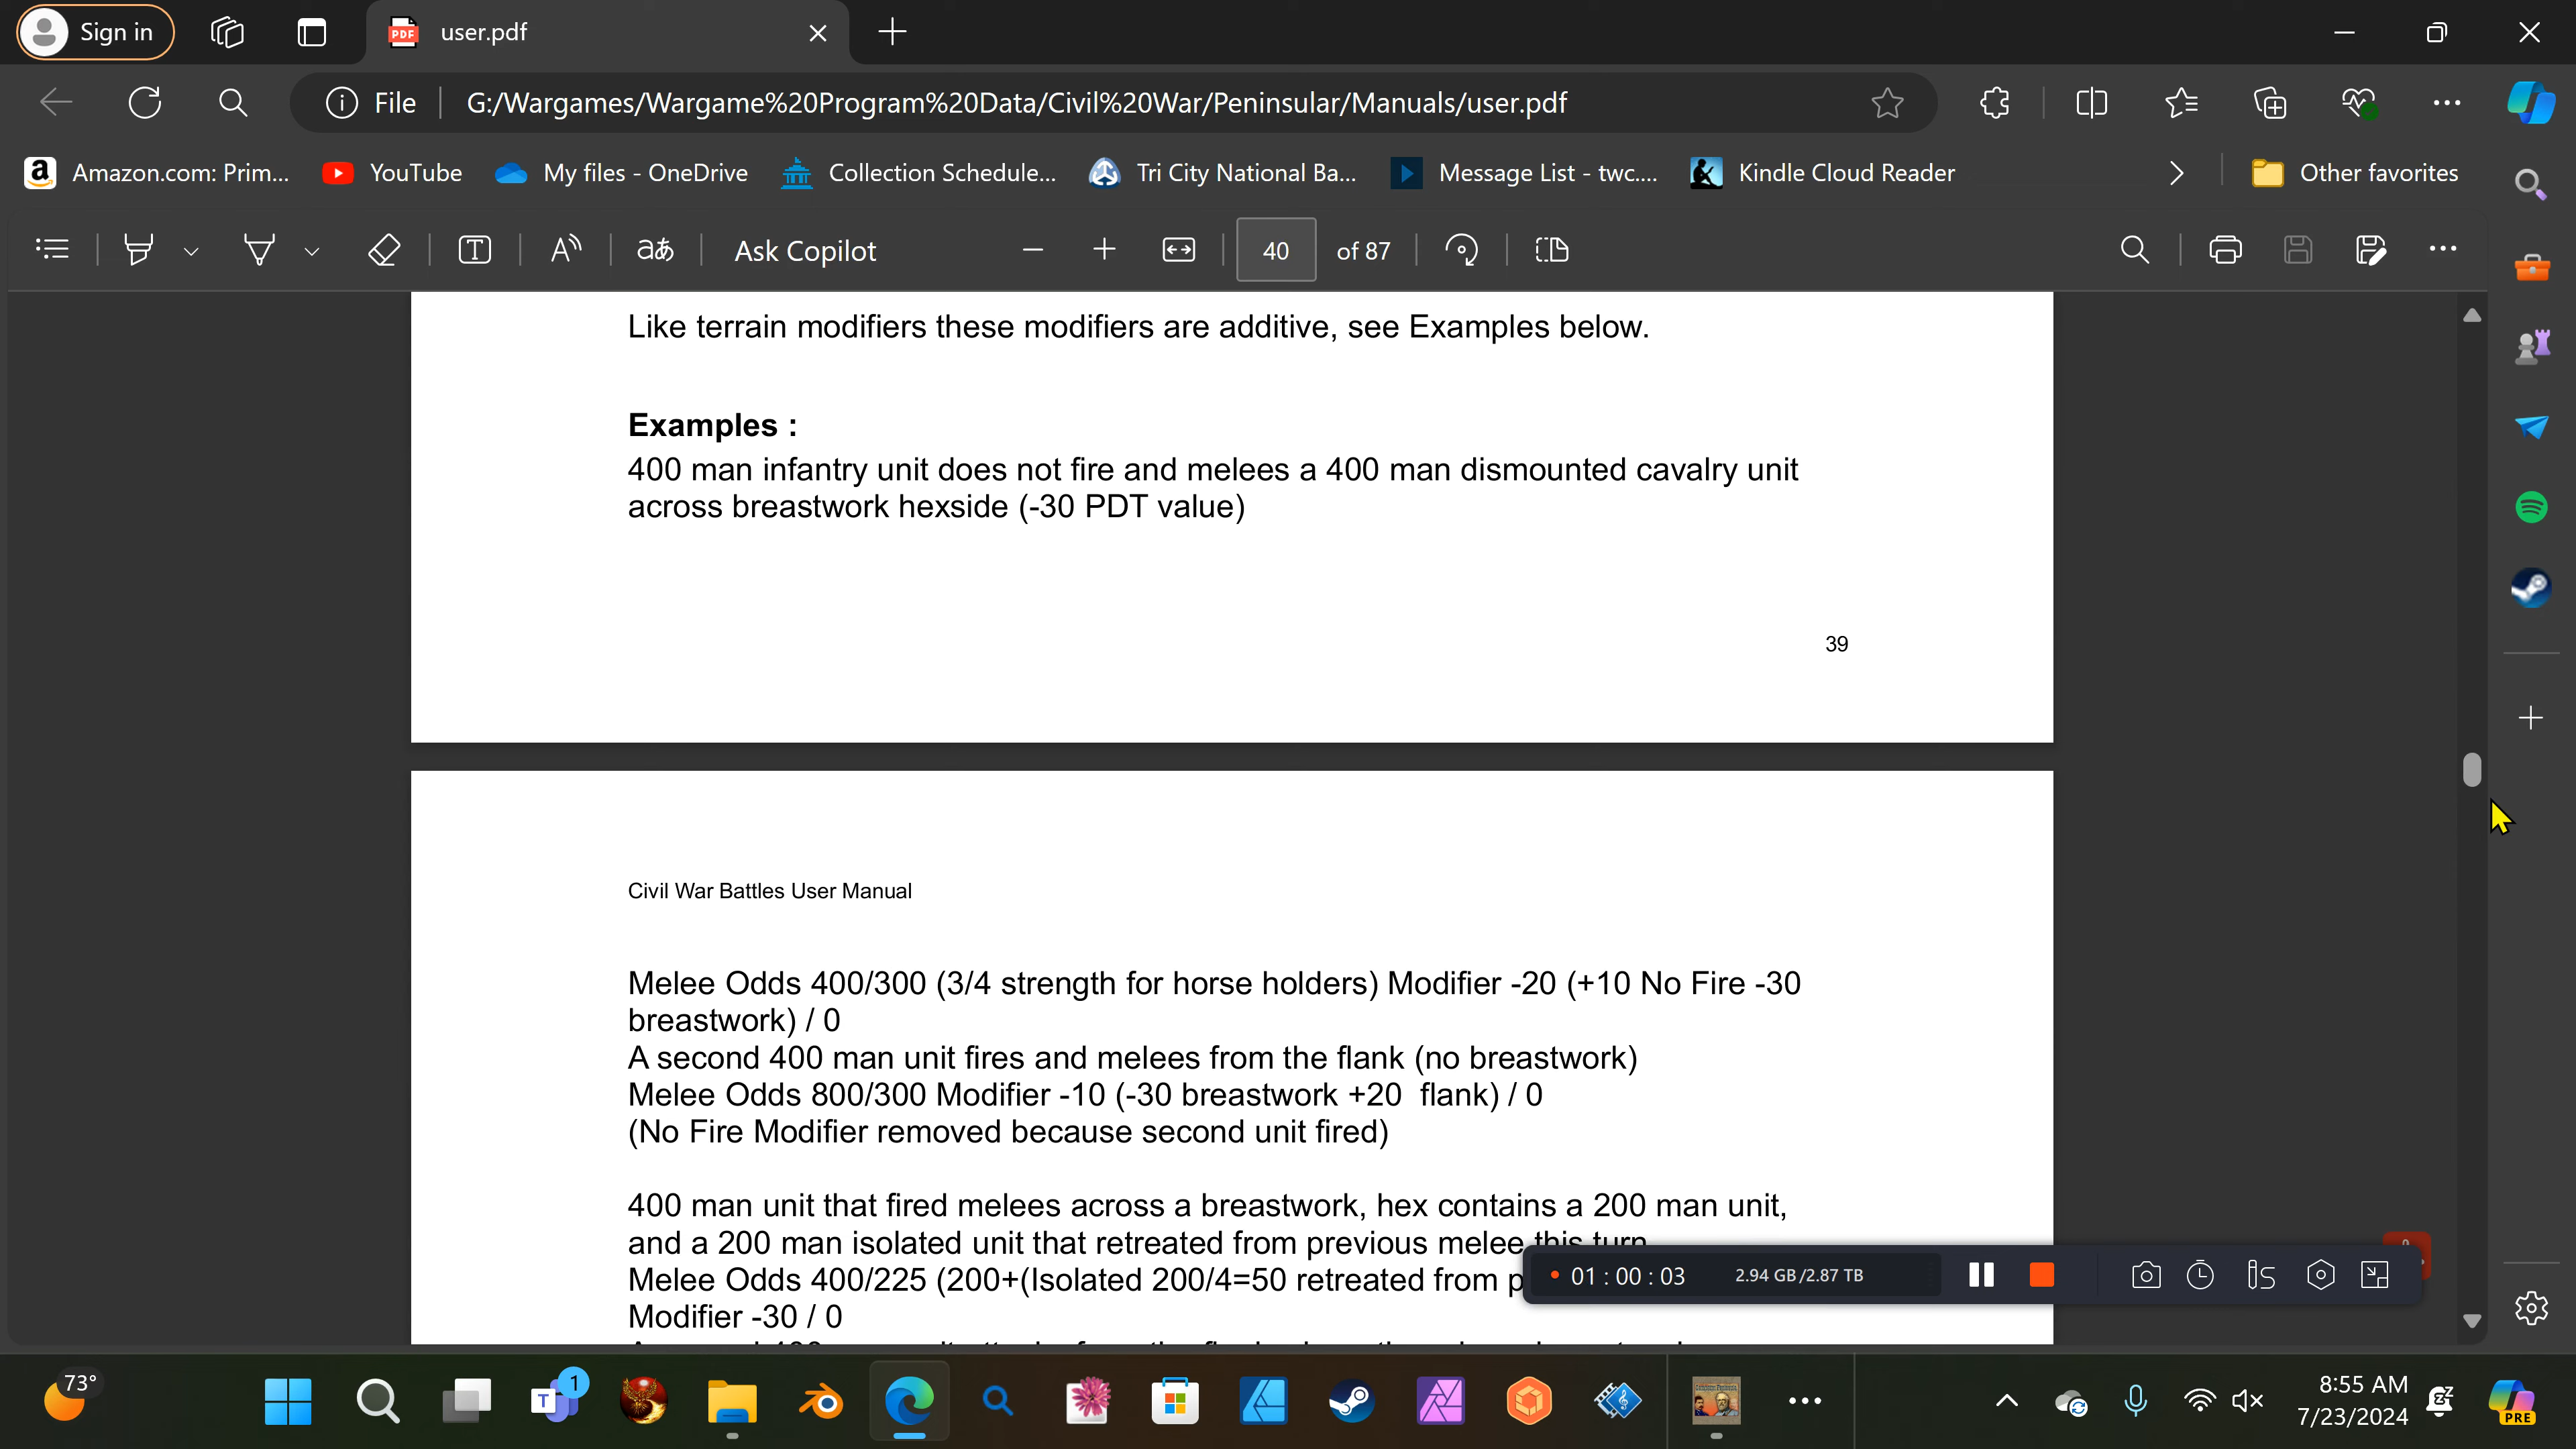 Sign in
user.pdf
File
G:/Wargames/Wargame%20Program%20Data/Civil%20War/Peninsular/Manuals/user.pdf
Amazon.com: Prim...
YouTube
My files - OneDrive
Collection Schedule...
Tri City National Ba...
Message List - twc....
Kindle Cloud Reader
Other favorites
Ask Copilot
40
of 87
Like terrain modifiers these modifiers are additive, see Examples below.
Examples :
400 man infantry unit does not fire and melees a 400 man dismounted cavalry unit
across breastwork hexside (-30 PDT value)
39
Civil War Battles User Manual
Melee Odds 400/300 (3/4 strength for horse holders) Modifier -20 (+10 No Fire -30
breastwork) / 0
A second 400 man unit fires and melees from the flank (no breastwork)
Melee Odds 800/300 Modifier -10 (-30 breastwork +20 flank) / 0
(No Fire Modifier removed because second unit fired)
400 man unit that fired melees across a breastwork, hex contains a 200 man unit,
and a 200 man isolated unit that retreated from previous melee this turn
Melee Odds 400/225 (200+(Isolated 200/4=50 retreated from
Modifier -30 / 0
01 : 00 : 03
2.94 GB/2.87 TB
73°
1
8:55 AM
7/23/2024
PRE